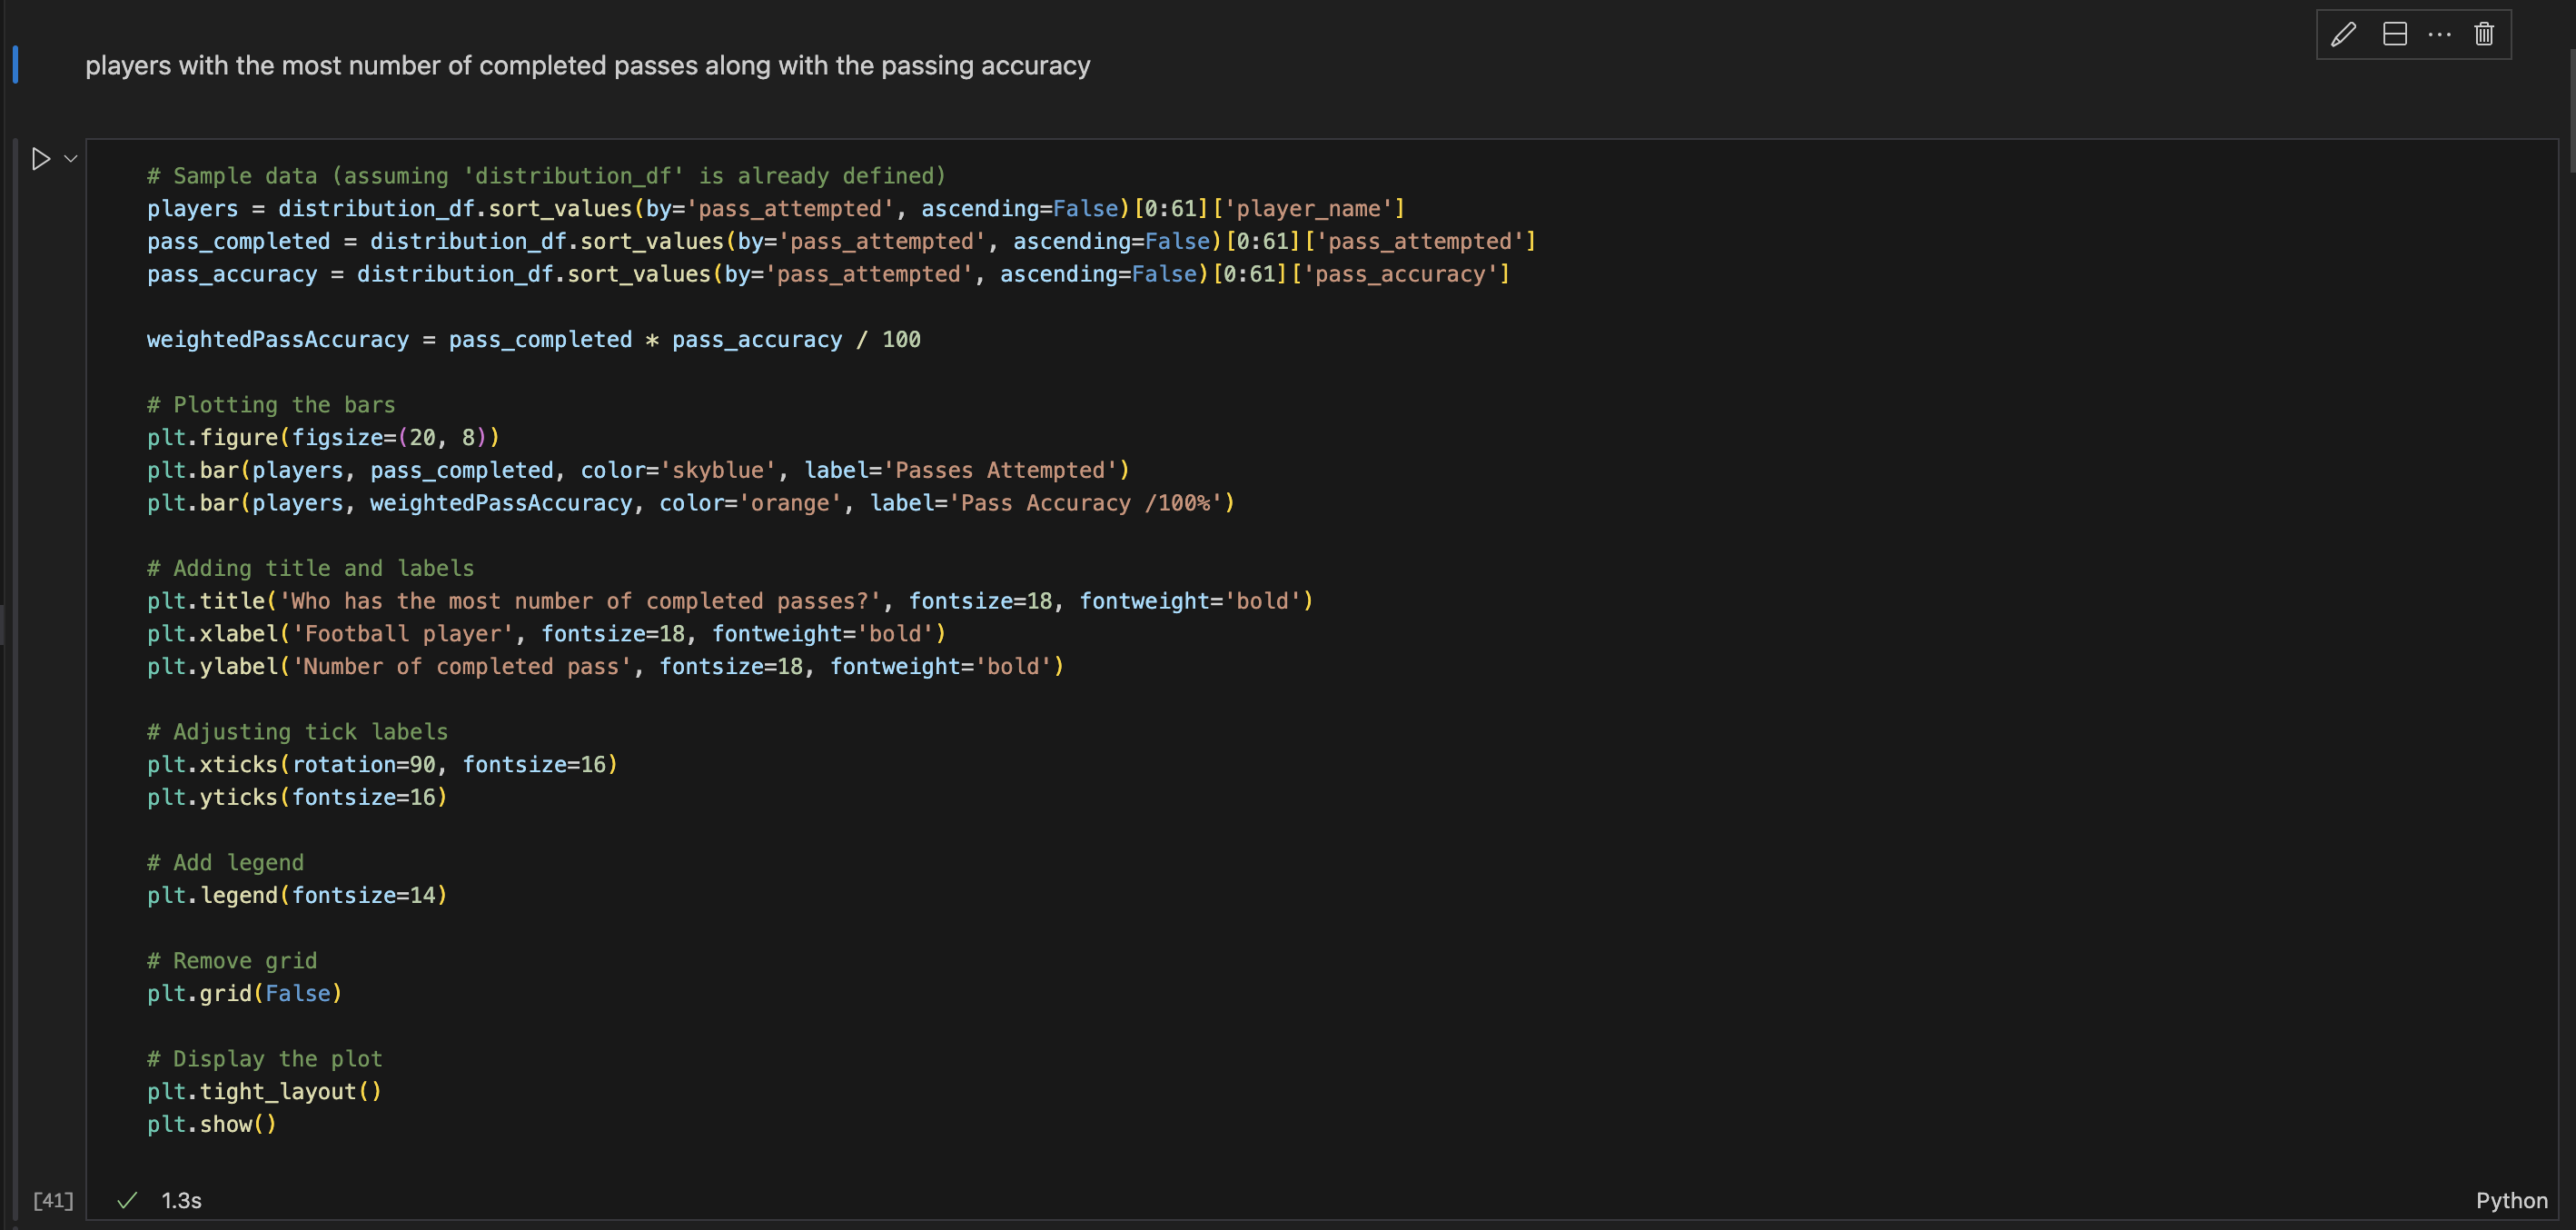 players with the most number of completed passes along with the passing accuracy
# Sample data (assuming 'distribution_df' is already defined)
players = distribution_df.sort_values(by='pass_attempted', ascending=False)[0:61]['player_name']
pass_completed = distribution_df.sort_values(by='pass_attempted', ascending=False)[0:61]['pass_attempted']
pass_accuracy = distribution_df.sort_values(by='pass_attempted', ascending=False)[0:61]['pass_accuracy']
weightedPassAccuracy = pass_completed * pass_accuracy / 100
# Plotting the bars
plt.figure(figsize=(20, 8))
plt.bar(players, pass_completed, color='skyblue', label='Passes Attempted')
plt.bar(players, weightedPassAccuracy, color='orange', label='Pass Accuracy /100%')
# Adding title and labels
plt.title('Who has the most number of completed passes?', fontsize=18, fontweight='bold')
plt.xlabel('Football player', fontsize=18, fontweight='bold')
plt.ylabel('Number of completed pass', fontsize=18, fontweight='bold')
# Adjusting tick labels
plt.xticks(rotation=90, fontsize=16)
plt.yticks(fontsize=16)
# Add legend
plt.legend(fontsize=14)
# Remove grid
plt.grid(False)
# Display the plot
plt.tight_layout()
plt.show()
[41] 1.3s Python